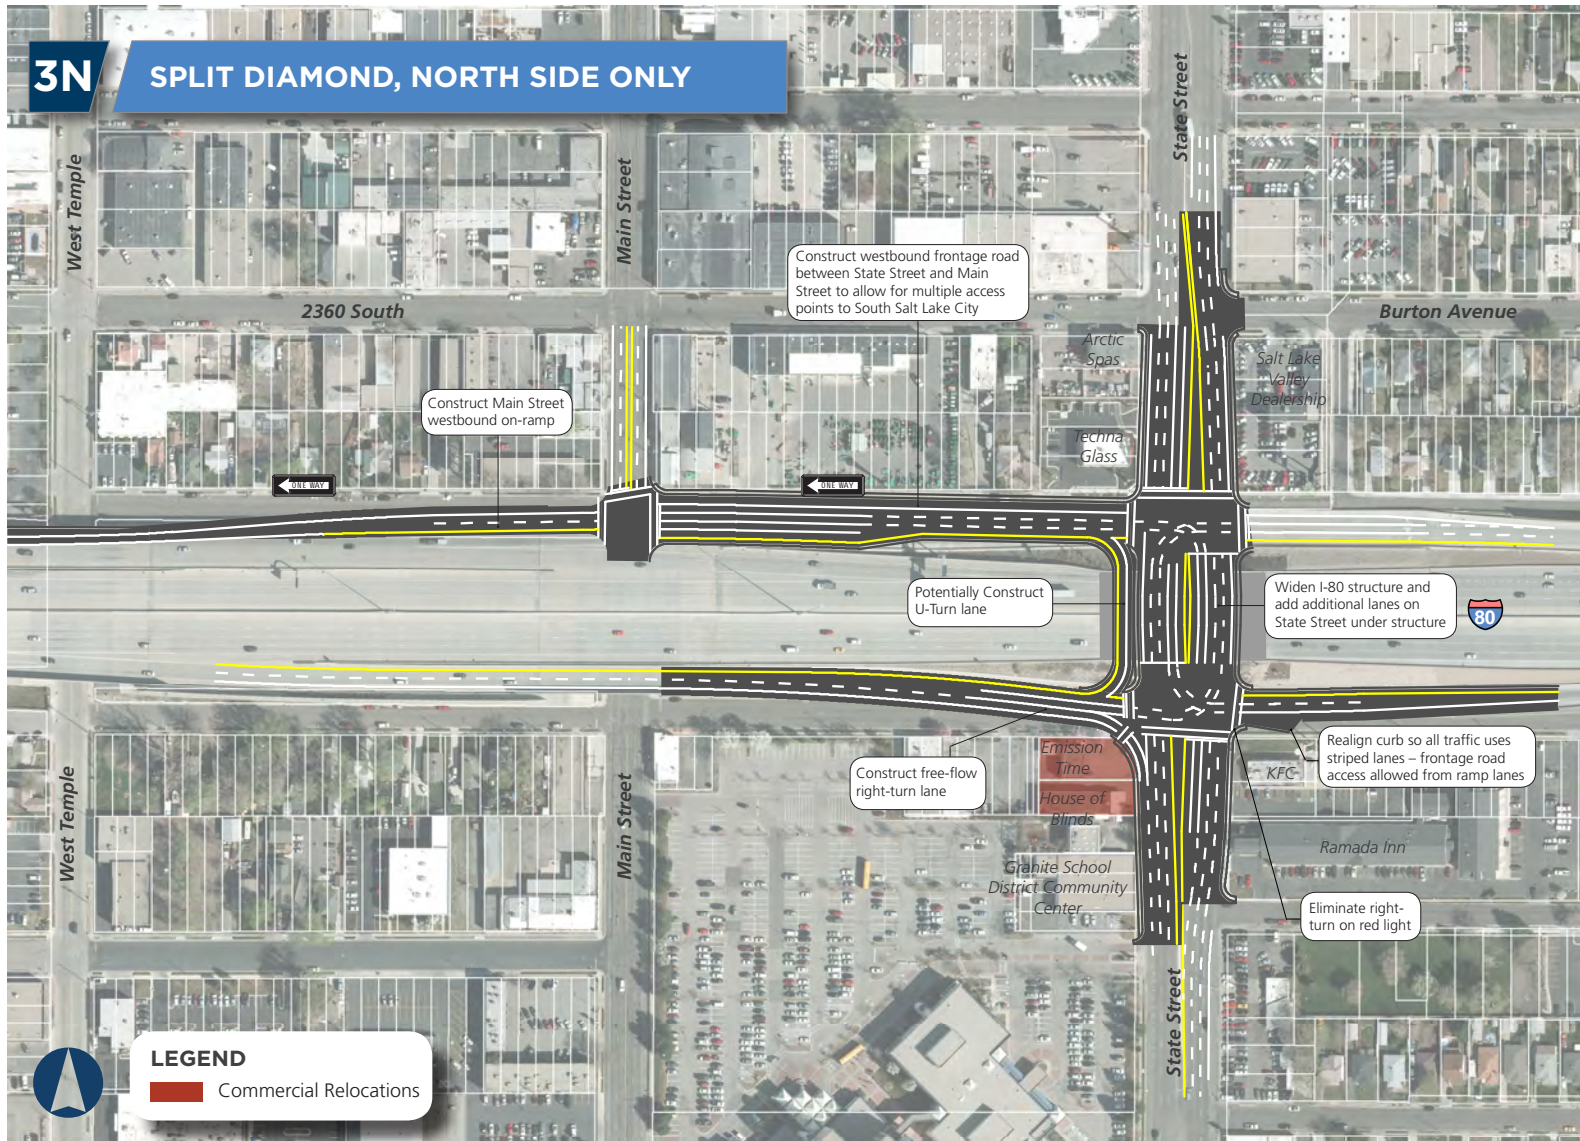 3N
SPLIT DIAMOND, NORTH SIDE ONLY
State Street
West Temple
Main Street
Construct westbound frontage road
between State Street and Main
Street to allow for multiple access
points to South Salt Lake City
2360 South
Burton Avenue
Arctic
Spas
Salt Lake
Valley
Dealership
Construct Main Street
westbound on-ramp
Techna
Glass
ONE WAY
ONE WAY
Potentially Construct
U-Turn lane
Widen I-80 structure and
add additional lanes on
State Street under structure
80
Emission
Time
Realign curb so all traffic uses
striped lanes – frontage road
access allowed from ramp lanes
Construct free-flow
right-turn lane
KFC
House of
Blinds
West Temple
Main Street
Ramada Inn
Granite School
District Community
Center
Eliminate right-
turn on red light
State Street
LEGEND
Commercial Relocations